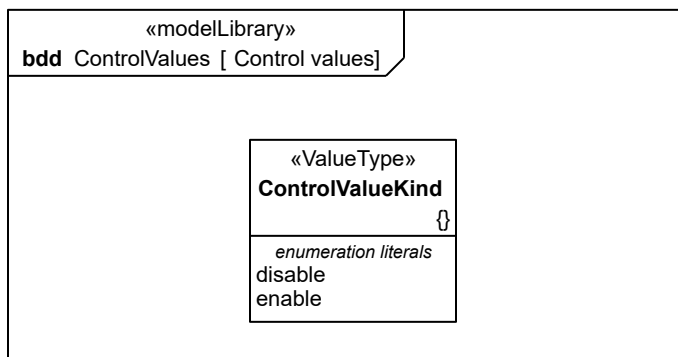 «modelLibrary»
bdd ControlValues [ Control values]
«ValueType»
ControlValueKind
{}
enumeration literals
disable
enable